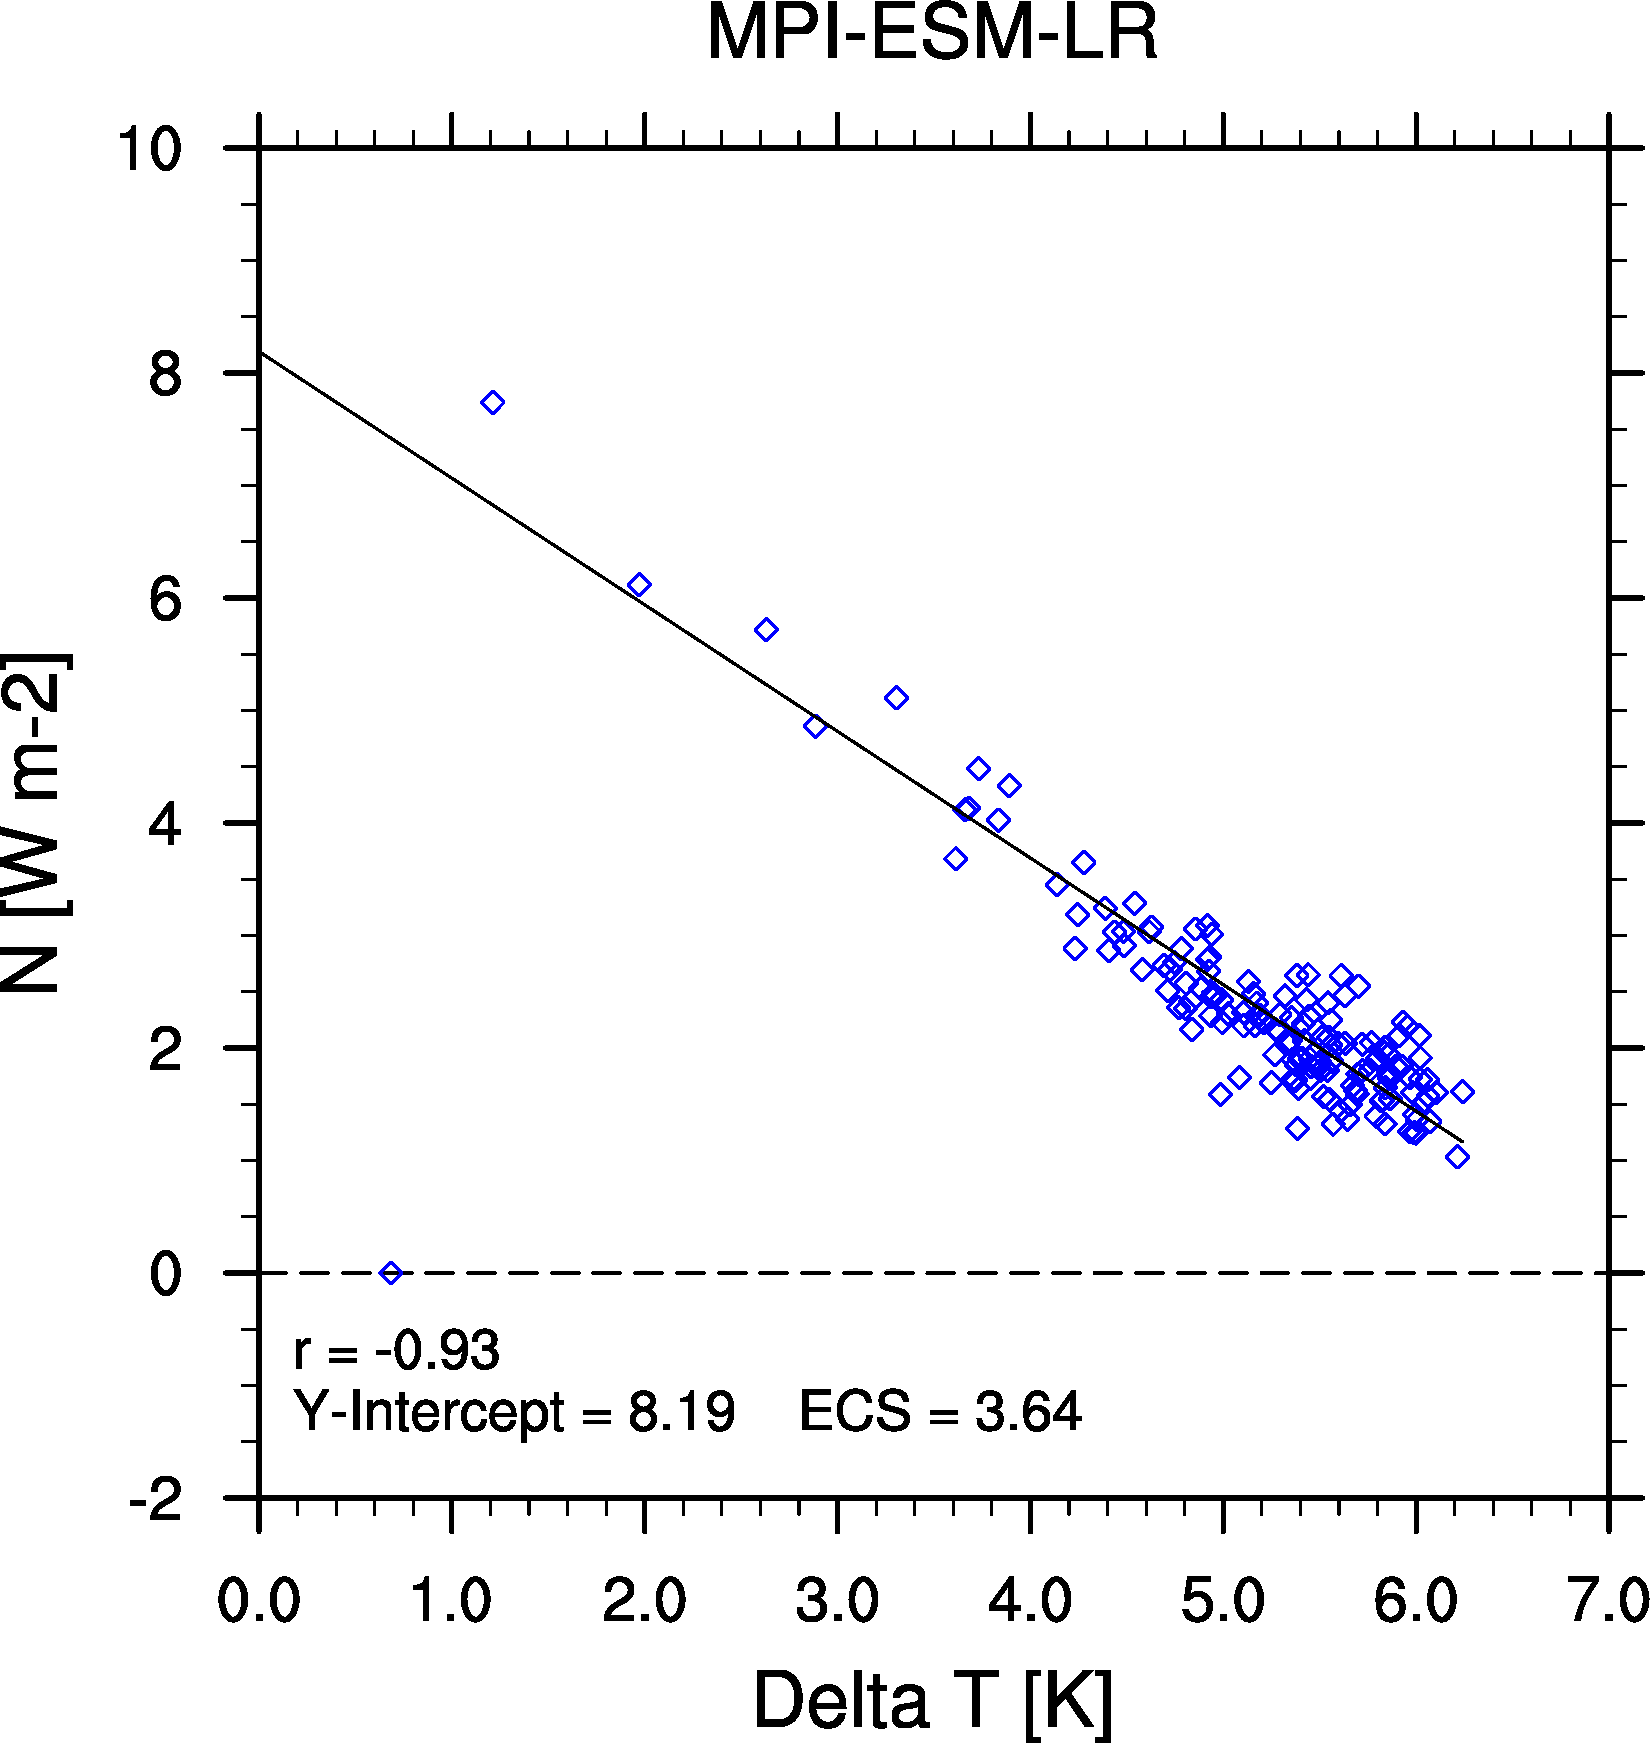 MPI-ESM-LR
10
8
6
4
2
0
-2
N [W m-2]
r = -0.93
Y-Intercept = 8.19 ECS = 3.64
0.0 1.0 2.0 3.0 4.0 5.0 6.0 7.0
Delta T [K]